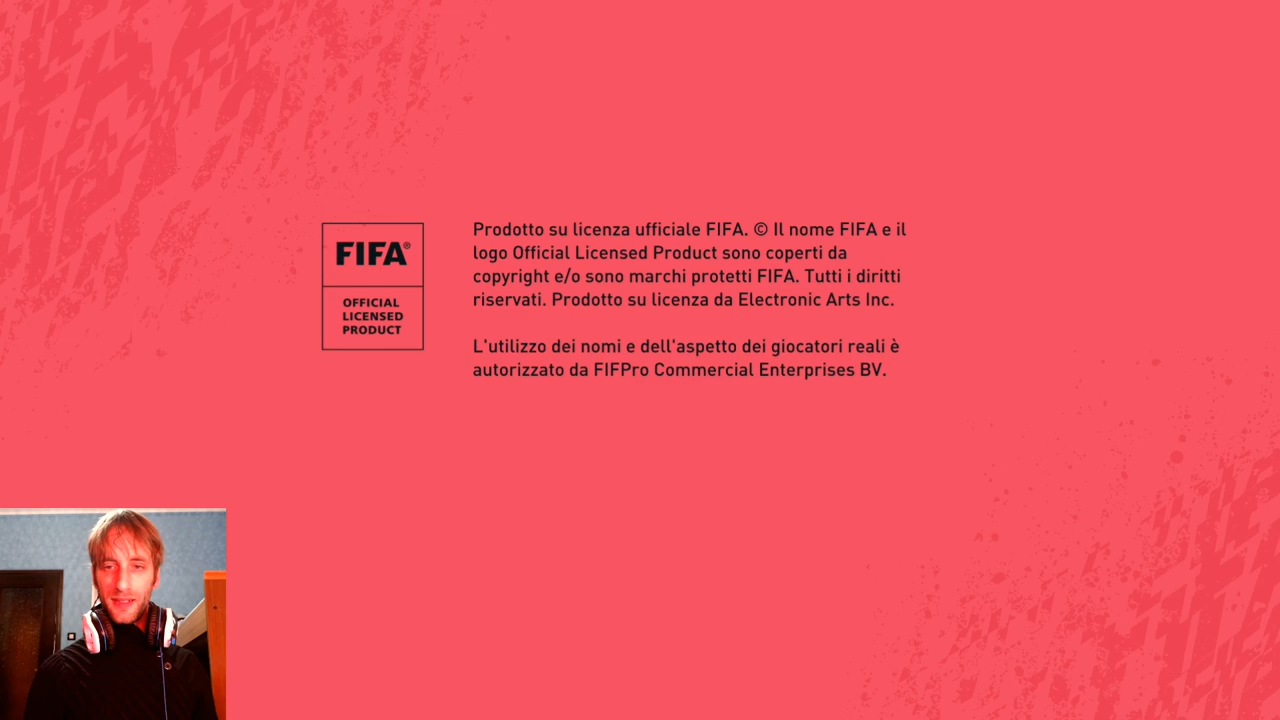 FIFA®
OFFICIAL
LICENSED
PRODUCT
Prodotto su licenza ufficiale FIFA. © Il nome FIFA e il
logo Official Licensed Product sono coperti da
copyright e/o sono marchi protetti FIFA. Tutti i diritti
riservati. Prodotto su licenza da Electronic Arts Inc.
L'utilizzo dei nomi e dell'aspetto dei giocatori reali è
autorizzato da FIFPro Commercial Enterprises BV.